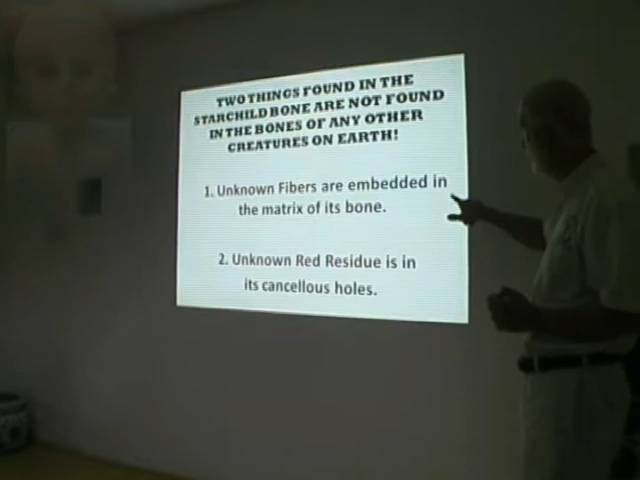 TWO THINGS FOUND IN THE
STARCHILD BONE ARE NOT FOUND
IN THE BONES OF ANY OTHER
CREATURES ON EARTH!
1. Unknown Fibers are embedded in
the matrix of its bone.
2. Unknown Red Residue is in
its cancellous holes.